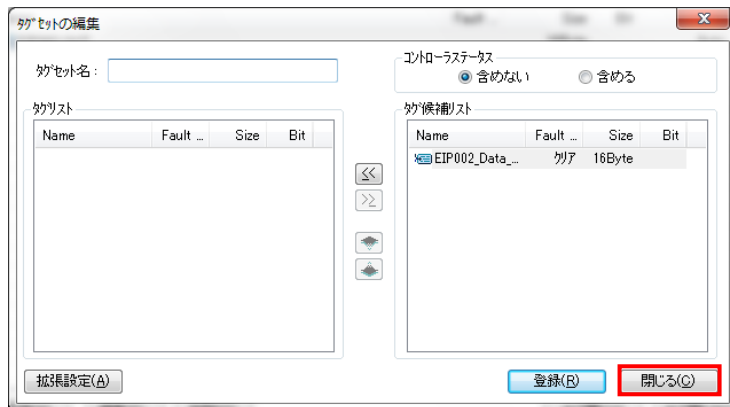 タグセットの編集
タグセット名：
コントローラステータス
含めない 含める
タグリスト
Name Fault ... Size Bit
タグ候補リスト
Name Fault ... Size Bit
EIP002_Data_... クリア 16Byte
<<
>>
拡張設定(A)
登録(R)
閉じる(C)